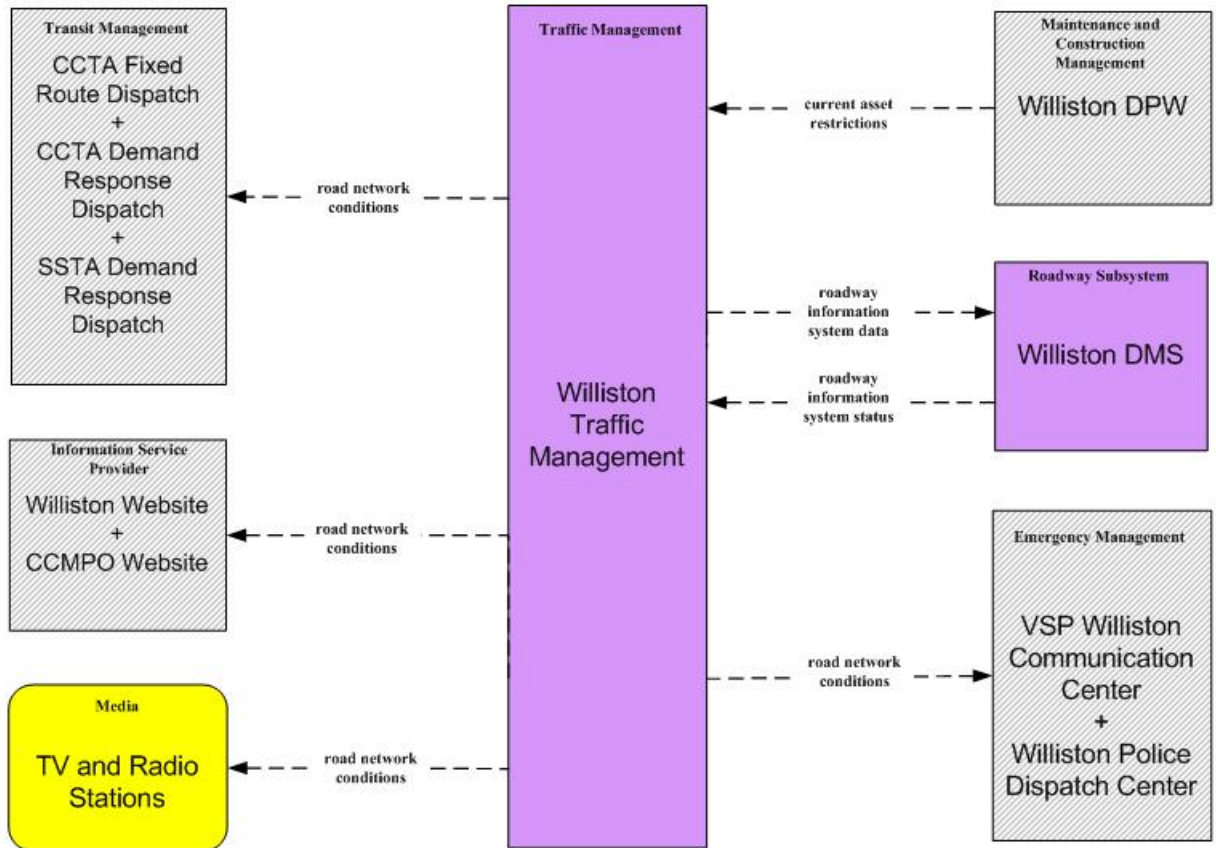 Transit Management
CCTA Fixed
Route Dispatch
+
CCTA Demand
Response
Dispatch
+
SSTA Demand
Response
Dispatch
road network
conditions
Information Service
Provider
Williston Website
+
CCMPO Website
road network
conditions
Media
TV and Radio
Stations
road network
conditions
Traffic Management
Williston
Traffic
Management
Maintenance and
Construction
Management
Williston DPW
current asset
restrictions
Roadway Subsystem
Williston DMS
roadway
information
system data
roadway
information
system status
Emergency Management
VSP Williston
Communication
Center
+
Williston Police
Dispatch Center
road network
conditions